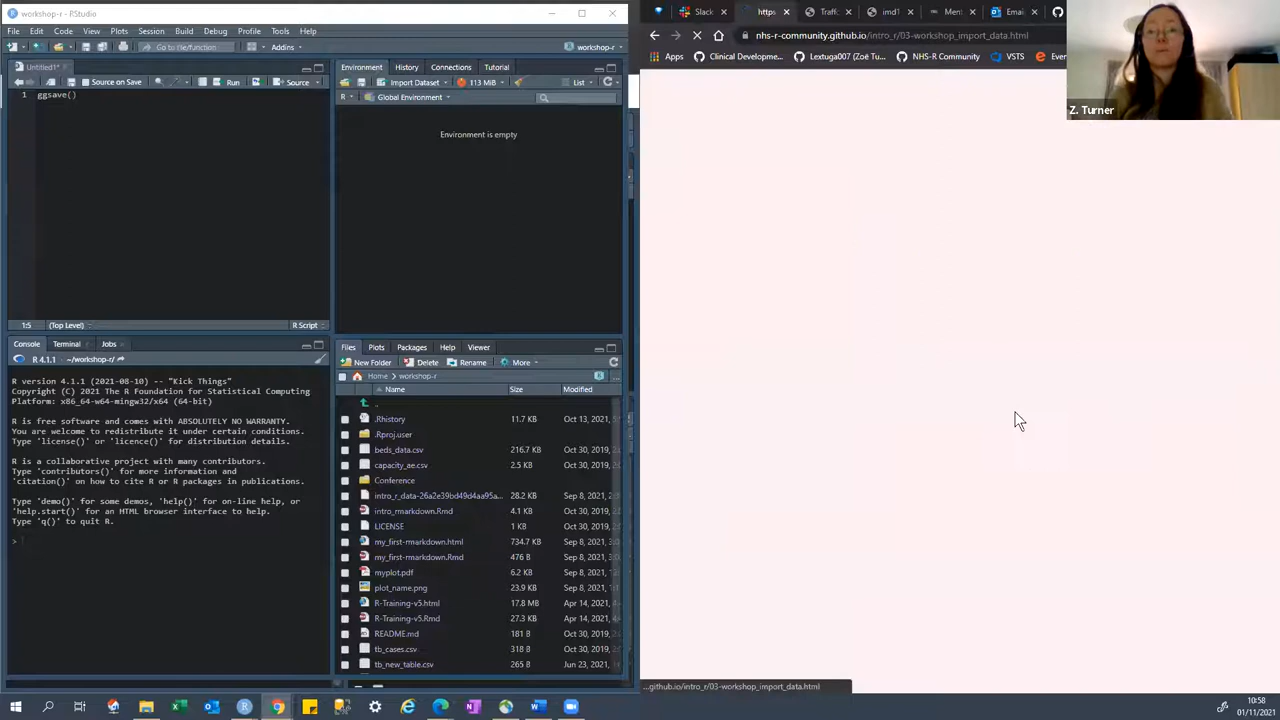 workshop-r - RStudio
File Edit Code View Plots Session Build Debug Profile Tools Help
Go to file/function Addins workshop-r
Untitled1*
Source on Save Run Source
1 ggsave()
1:5 (Top Level) R Script
Console Terminal Jobs
R 4.1.1 · ~/workshop-r/
R version 4.1.1 (2021-08-10) -- "Kick Things"
Copyright (C) 2021 The R Foundation for Statistical Computing
Platform: x86_64-w64-mingw32/x64 (64-bit)
R is free software and comes with ABSOLUTELY NO WARRANTY.
You are welcome to redistribute it under certain conditions.
Type 'license()' or 'licence()' for distribution details.
R is a collaborative project with many contributors.
Type 'contributors()' for more information and
'citation()' on how to cite R or R packages in publications.
Type 'demo()' for some demos, 'help()' for on-line help, or
'help.start()' for an HTML browser interface to help.
Type 'q()' to quit R.
>
Environment History Connections Tutorial
Import Dataset 113 MiB List
R Global Environment
Environment is empty
Files Plots Packages Help Viewer
New Folder Delete Rename More
Home workshop-r
Name Size Modified
..
.Rhistory 11.7 KB Oct 13, 2021,
.Rproj.user
beds_data.csv 216.7 KB Oct 30, 2019,
capacity_ae.csv 2.5 KB Oct 30, 2019,
Conference
intro_r_data-26a2e39bd49d4aa95a... 28.2 KB Sep 8, 2021,
intro_rmarkdown.Rmd 4.1 KB Oct 30, 2019,
LICENSE 1 KB Oct 30, 2019,
my_first-rmarkdown.html 734.7 KB Sep 8, 2021,
my_first-rmarkdown.Rmd 476 B Sep 8, 2021,
myplot.pdf 6.2 KB Sep 8, 2021,
plot_name.png 23.9 KB Sep 8, 2021,
R-Training-v5.html 17.8 MB Apr 14, 2021,
R-Training-v5.Rmd 27.3 KB Apr 14, 2021,
README.md 181 B Oct 30, 2019,
tb_cases.csv 318 B Oct 30, 2019,
tb_new_table.csv 265 B Jun 23, 2021,
Slack https Traffic imd Men Email
nhs-r-community.github.io/intro_r/03-workshop_import_data.html
Apps Clinical Developme... Lextuga007 (Zoë Tu... NHS-R Community VSTS Even
Z. Turner
...github.io/intro_r/03-workshop_import_data.html
10:58
01/11/2021